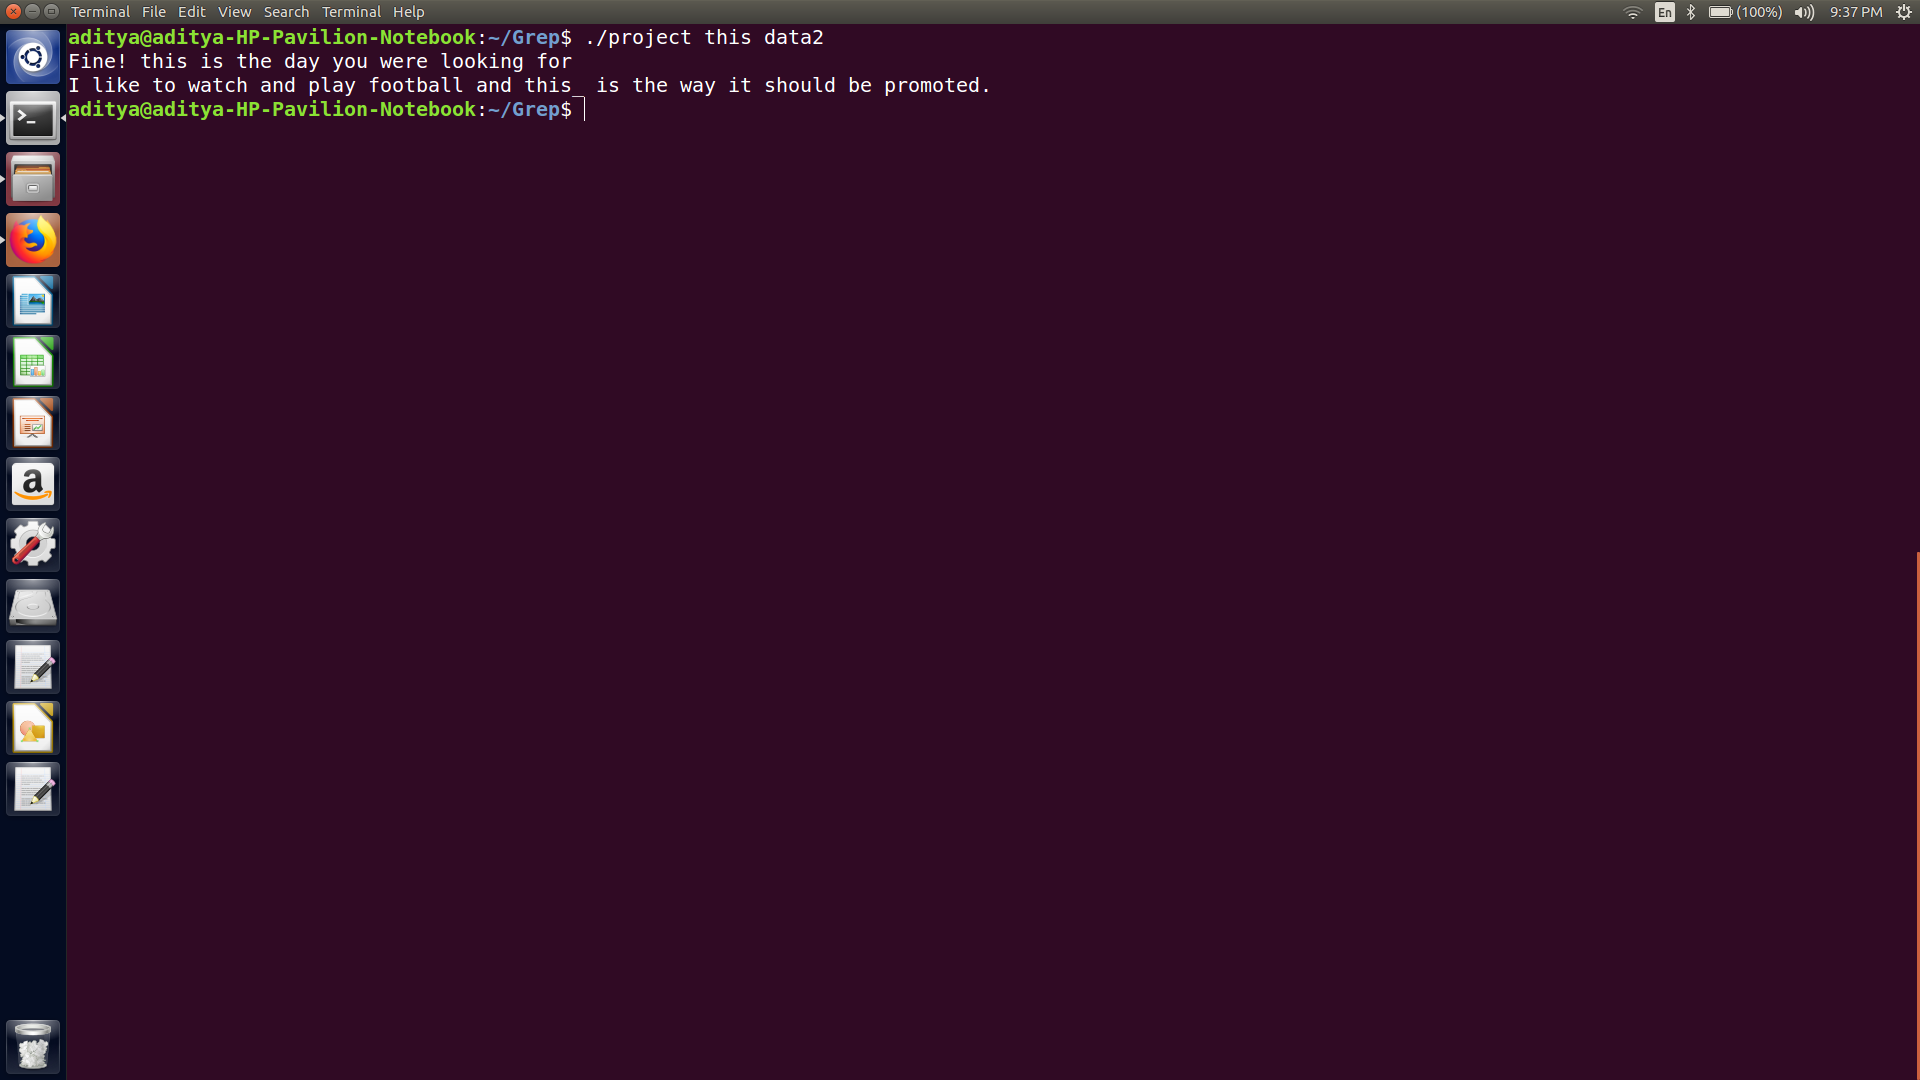 Terminal File Edit View Search Terminal Help En (100%) 9:37 PM
aditya@aditya-HP-Pavilion-Notebook:~/Grep$ ./project this data2
Fine! this is the day you were looking for
I like to watch and play football and this_ is the way it should be promoted.
aditya@aditya-HP-Pavilion-Notebook:~/Grep$
a